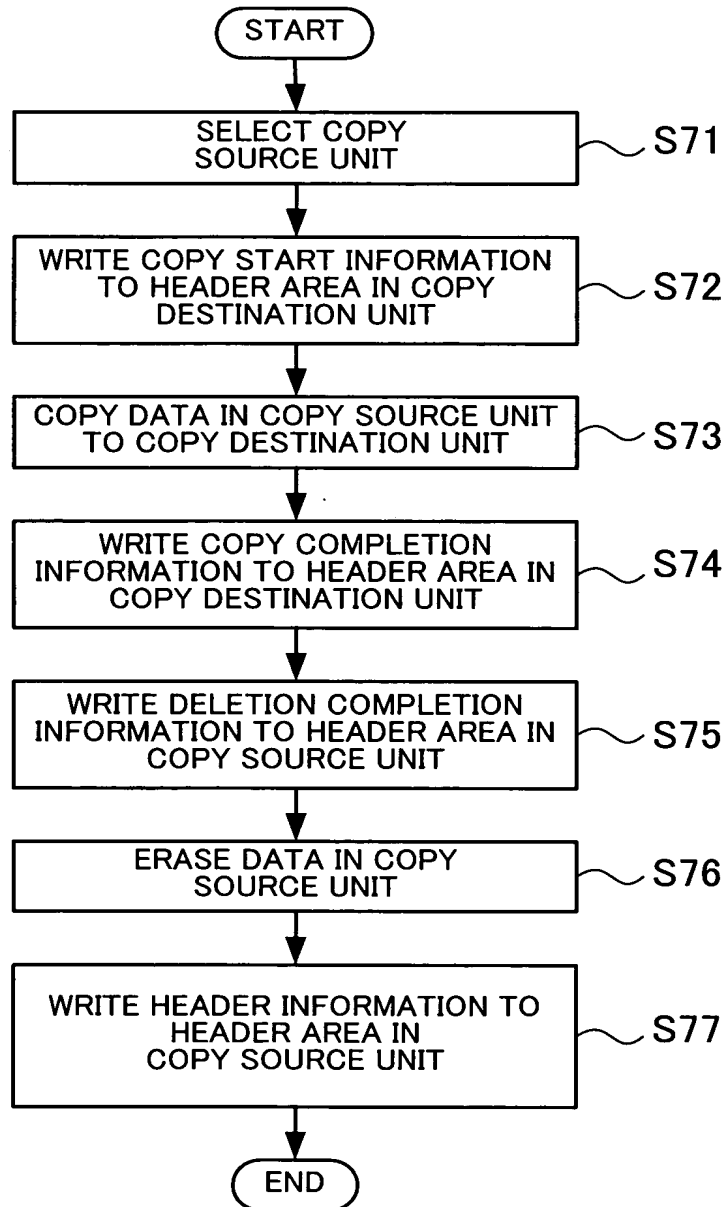 START
SELECT COPY
SOURCE UNIT
S71
WRITE COPY START INFORMATION
TO HEADER AREA IN COPY
DESTINATION UNIT
S72
COPY DATA IN COPY SOURCE UNIT
TO COPY DESTINATION UNIT
S73
WRITE COPY COMPLETION
INFORMATION TO HEADER AREA IN
COPY DESTINATION UNIT
S74
WRITE DELETION COMPLETION
INFORMATION TO HEADER AREA IN
COPY SOURCE UNIT
S75
ERASE DATA IN COPY
SOURCE UNIT
S76
WRITE HEADER INFORMATION TO
HEADER AREA IN
COPY SOURCE UNIT
S77
END